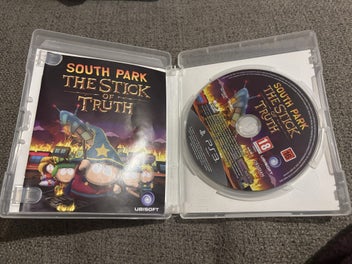 SOUTH PARK
THE STICK
OF
TRUTH
UBISOFT
SOUTH PARK
THE STICK
OF
TRUTH
PS3
18